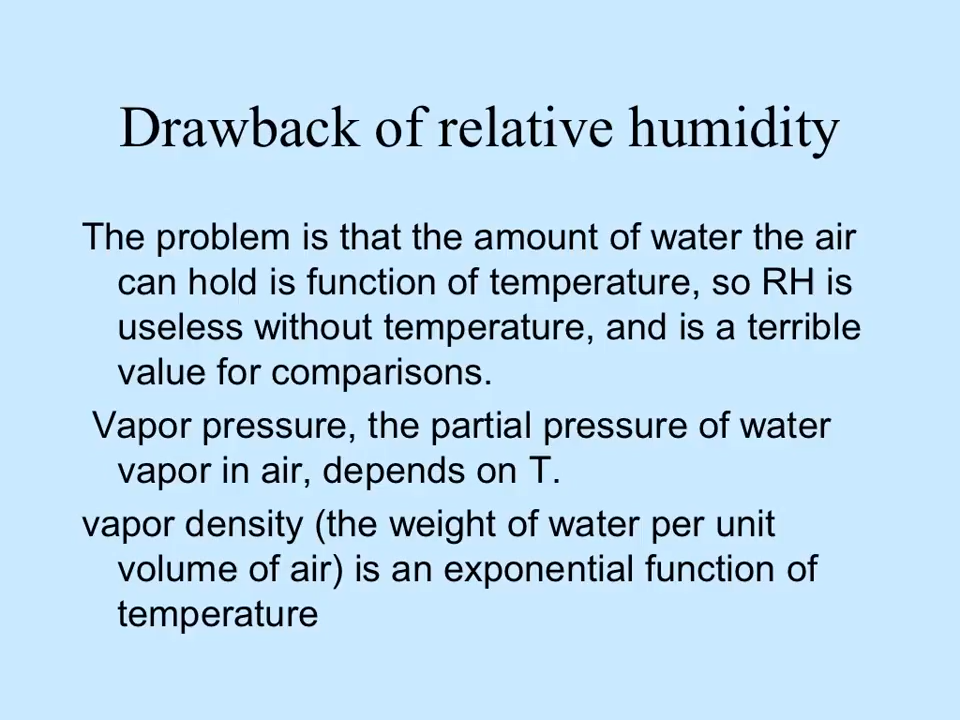 Drawback of relative humidity
The problem is that the amount of water the air
can hold is function of temperature, so RH is
useless without temperature, and is a terrible
value for comparisons.
Vapor pressure, the partial pressure of water
vapor in air, depends on T.
vapor density (the weight of water per unit
volume of air) is an exponential function of
temperature